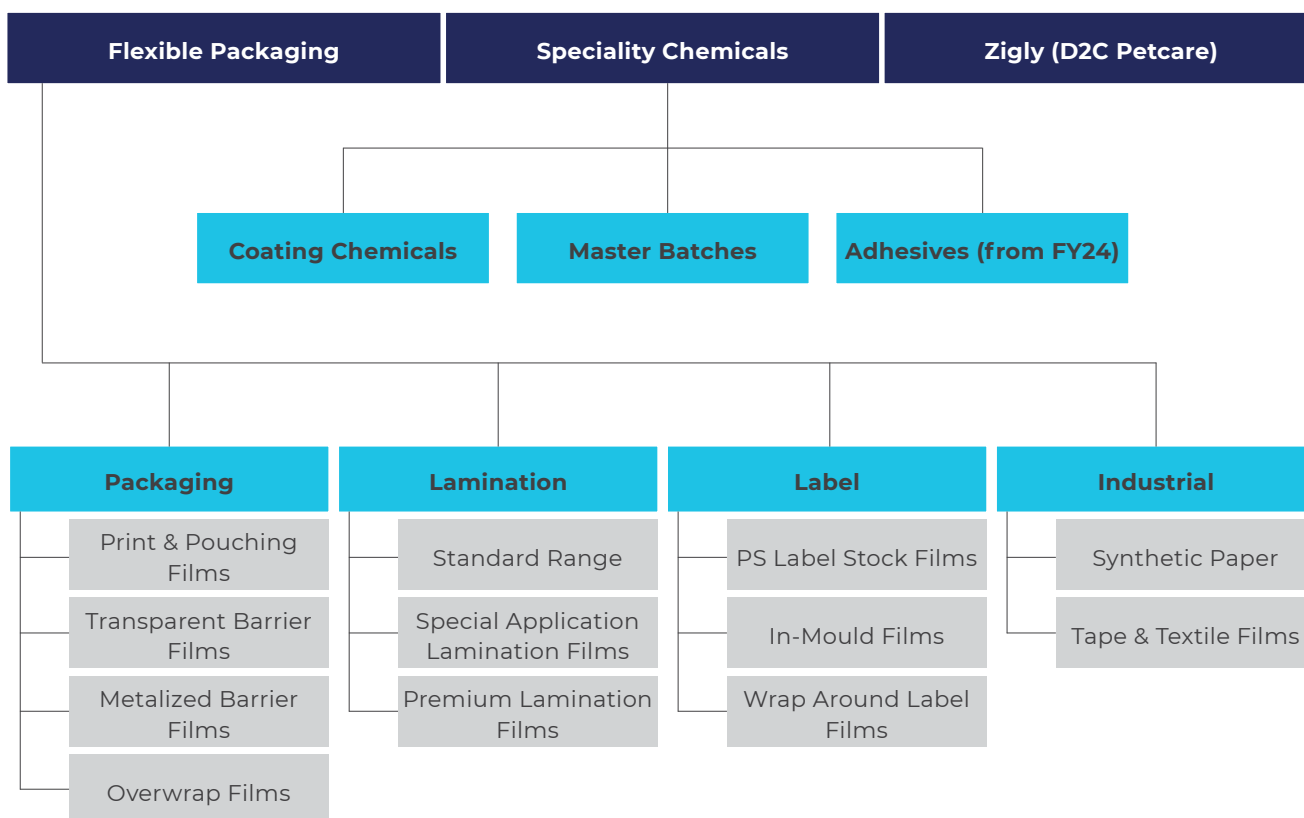 Flexible Packaging
Speciality Chemicals
Zigly (D2C Petcare)
Coating Chemicals
Master Batches
Adhesives (from FY24)
Packaging
Lamination
Label
Industrial
Print & Pouching
Films
Transparent Barrier
Films
Metalized Barrier
Films
Overwrap Films
Standard Range
Special Application
Lamination Films
Premium Lamination
Films
PS Label Stock Films
In-Mould Films
Wrap Around Label
Films
Synthetic Paper
Tape & Textile Films